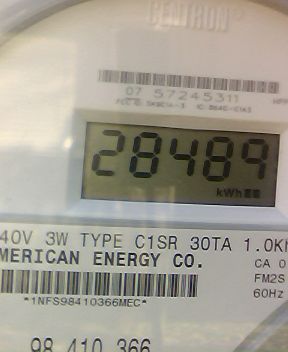 CENTRON®
07 57245311
28489
kWh
40V 3W TYPE C1SR 30TA 1.0K
MERICAN ENERGY CO.
CA 0
FM2S
60Hz
*1NFS98410366MEC*
98 410 366